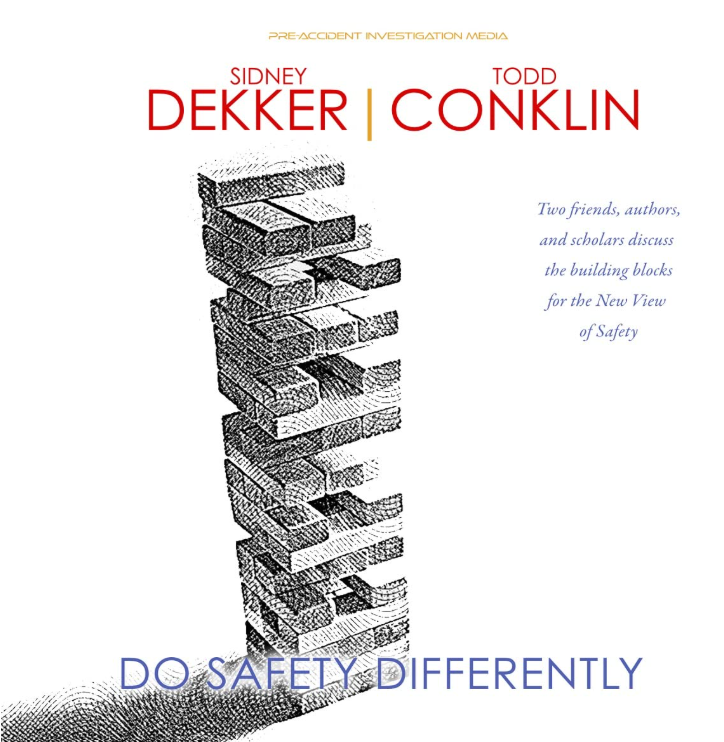 PRE-ACCIDENT INVESTIGATION MEDIA
SIDNEY
DEKKER
TODD
CONKLIN
Two friends, authors,
and scholars discuss
the building blocks
for the New View
of Safety
DO SAFETY DIFFERENTLY